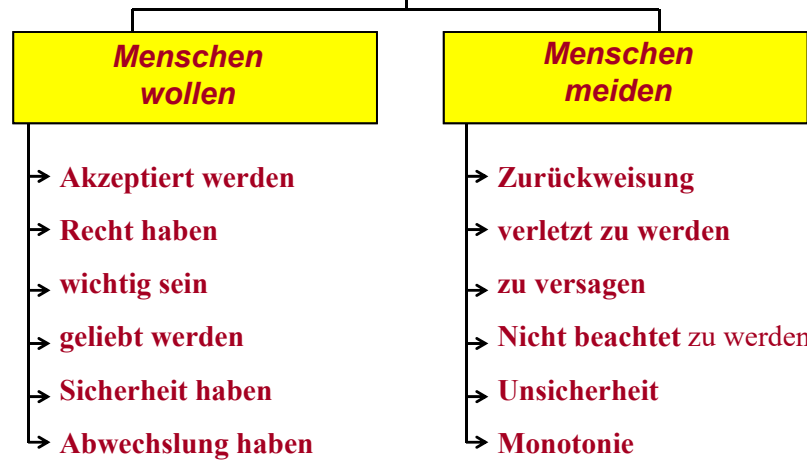 Menschen
wollen
Akzeptiert werden
Recht haben
wichtig sein
geliebt werden
Sicherheit haben
Abwechslung haben
Menschen
meiden
Zurückweisung
verletzt zu werden
zu versagen
Nicht beachtet zu werden
Unsicherheit
Monotonie